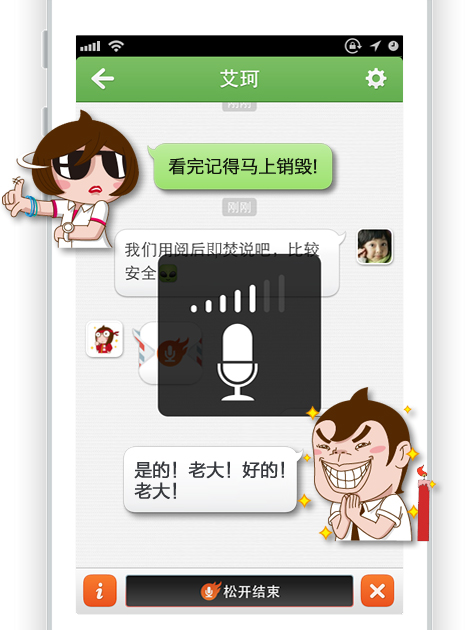 艾珂
刚刚
看完记得马上销毁!
刚刚
我们用阅后即焚说吧，比较
安全
是的！老大！好的！
老大！
i
松开结束